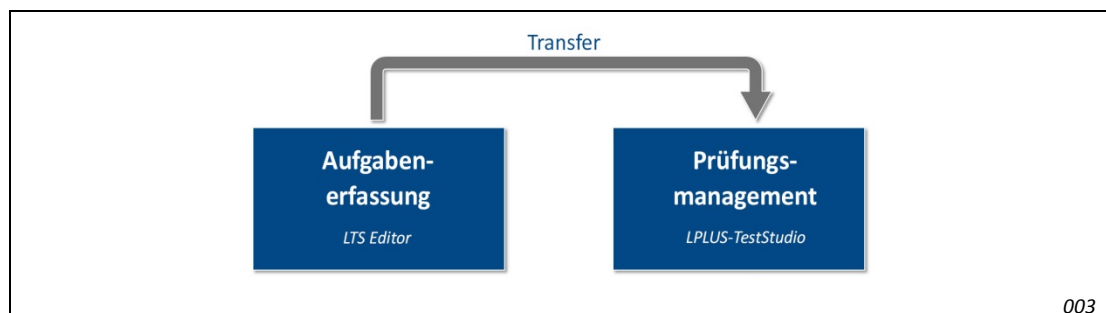 Transfer
Aufgaben-
erfassung
LTS Editor
Prüfungs-
management
LPLUS-TestStudio
003